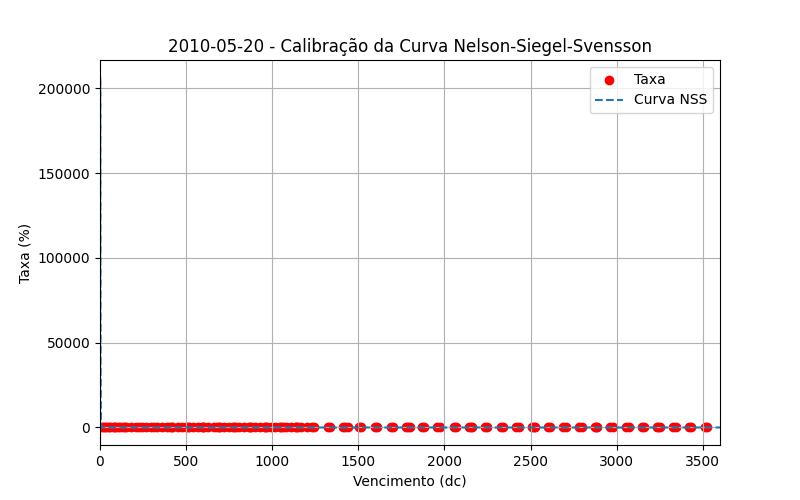 2010-05-20 - Calibração da Curva Nelson-Siegel-Svensson
Taxa
Curva NSS
Taxa (%)
200000
150000
100000
50000
0
0 500 1000 1500 2000 2500 3000 3500
Vencimento (dc)